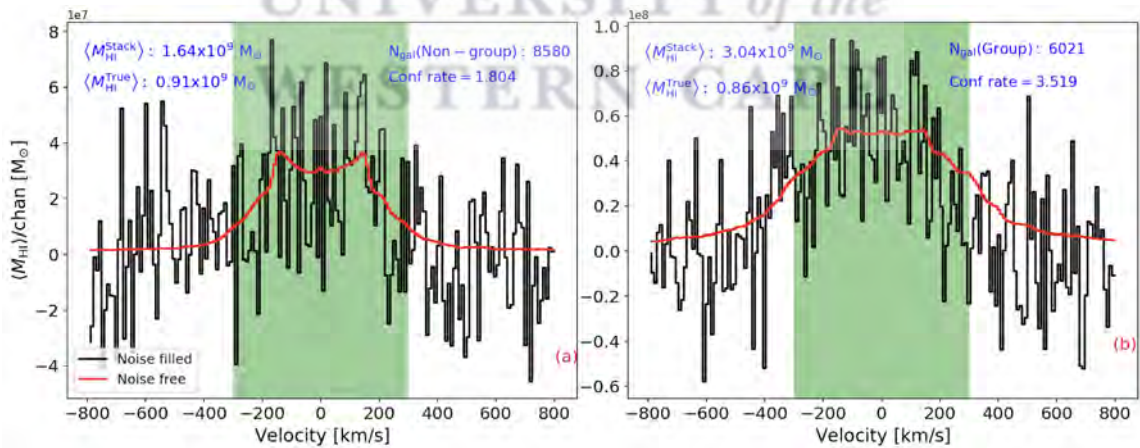 UNIVERSITY of the
WESTERN CAPE
1e7
⟨M_HI^Stack⟩ : 1.64x10^9 M_⊙
⟨M_HI^True⟩ : 0.91x10^9 M_⊙
N_gal(Non − group) : 8580
Conf rate = 1.804
8
6
4
2
0
−2
−4
⟨M_HI⟩/chan [M_⊙]
Noise filled
Noise free
(a)
−800 −600 −400 −200 0 200 400 600 800
Velocity [km/s]
1e8
⟨M_HI^Stack⟩ : 3.04x10^9 M_⊙
⟨M_HI^True⟩ : 0.86x10^9 M_⊙
N_gal(Group) : 6021
Conf rate = 3.519
1.0
0.8
0.6
0.4
0.2
0.0
−0.2
−0.4
−0.6
(b)
−800 −600 −400 −200 0 200 400 600 800
Velocity [km/s]